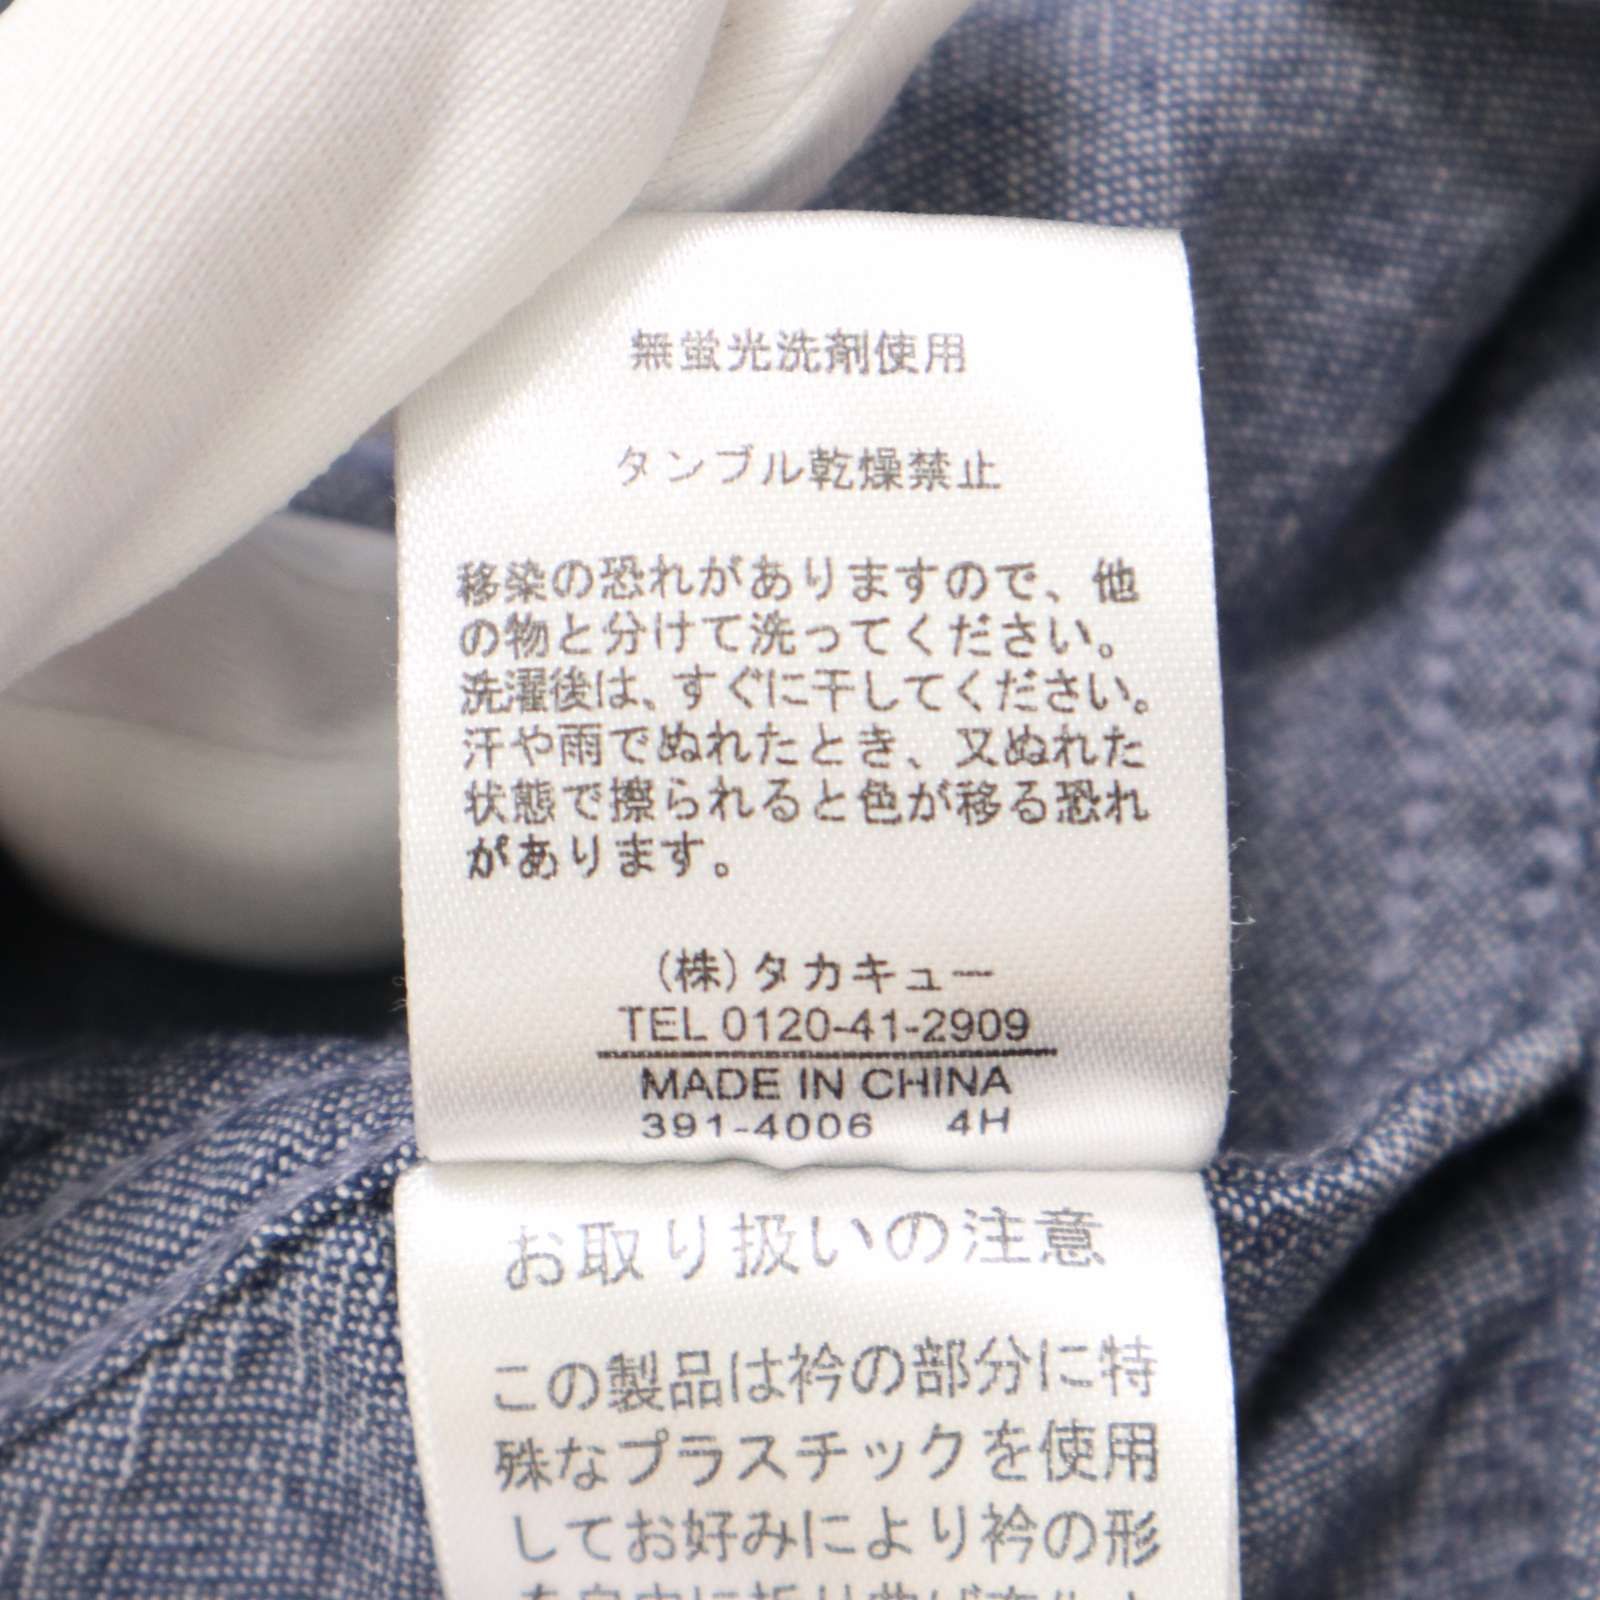 無蛍光洗剤使用
タンブル乾燥禁止
移染の恐れがありますので、他
の物と分けて洗ってください。
洗濯後は、すぐに干してください。
汗や雨でぬれたとき、又ぬれた
状態で擦られると色が移る恐れ
があります。
(株)タカキュー
TEL 0120-41-2909
MADE IN CHINA
391-4006 4H
お取り扱いの注意
この製品は衿の部分に特
殊なプラスチックを使用
してお好みにより衿の形